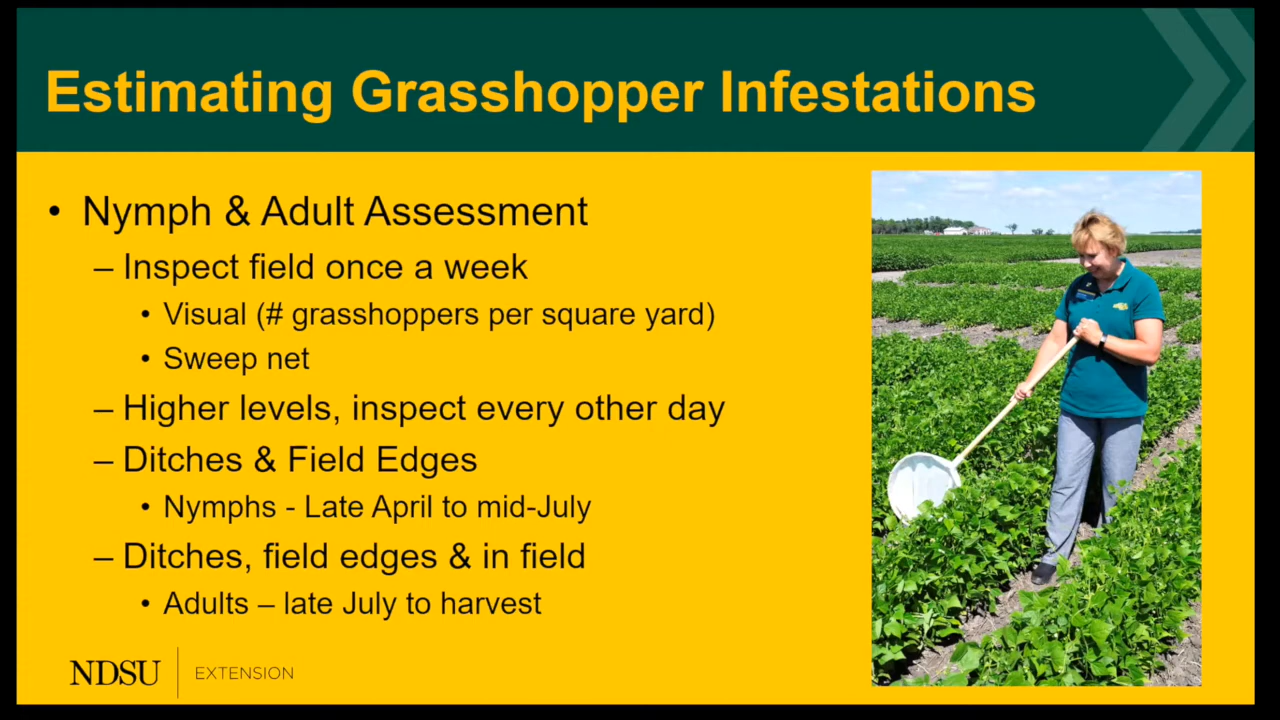 Estimating Grasshopper Infestations
• Nymph & Adult Assessment
– Inspect field once a week
• Visual (# grasshoppers per square yard)
• Sweep net
– Higher levels, inspect every other day
– Ditches & Field Edges
• Nymphs - Late April to mid-July
– Ditches, field edges & in field
• Adults – late July to harvest
NDSU EXTENSION